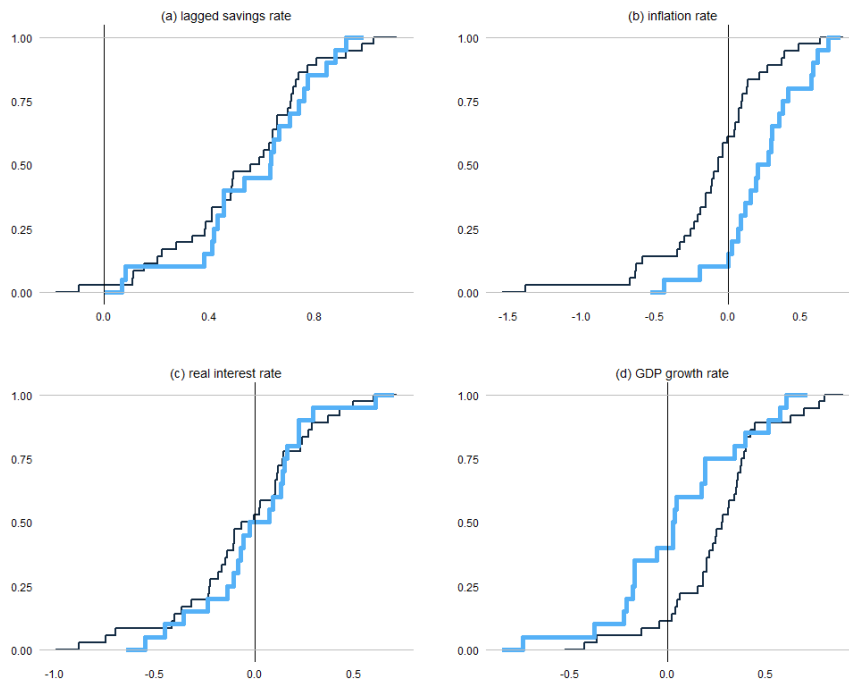 (a) lagged savings rate
(b) inflation rate
1.00
0.75
0.50
0.25
0.00
0.0 0.4 0.8
1.00
0.75
0.50
0.25
0.00
-1.5 -1.0 -0.5 0.0 0.5
(c) real interest rate
(d) GDP growth rate
1.00
0.75
0.50
0.25
0.00
-1.0 -0.5 0.0 0.5
1.00
0.75
0.50
0.25
0.00
-0.5 0.0 0.5